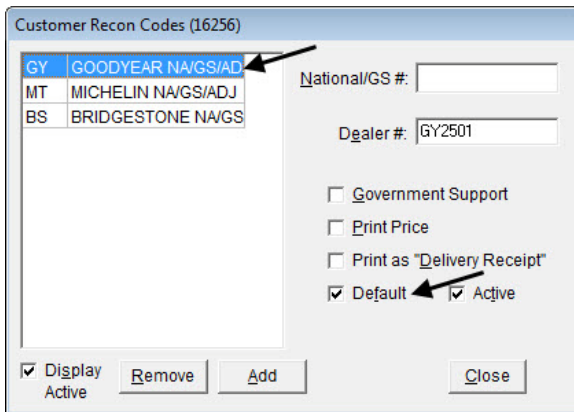 Customer Recon Codes (16256)
GY GOODYEAR NA/GS/AD
MT MICHELIN NA/GS/ADJ
BS BRIDGESTONE NA/GS
National/GS #:
Dealer #: GY2501
Government Support
Print Price
Print as "Delivery Receipt"
Default Active
Display Active
Remove Add Close